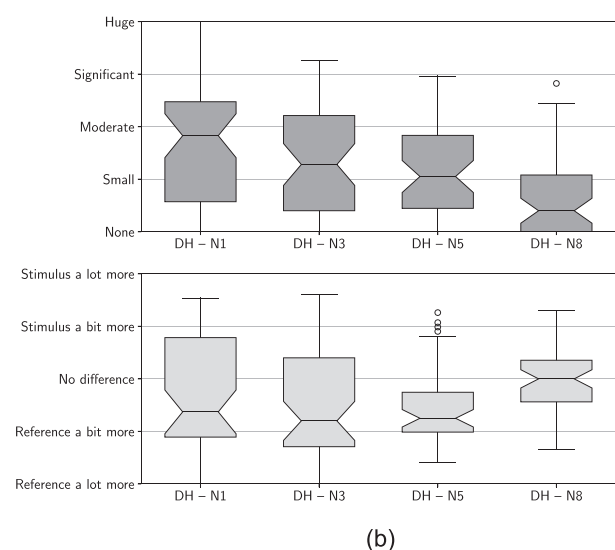 Huge
Significant
Moderate
Small
None
DH – N1 DH – N3 DH – N5 DH – N8
Stimulus a lot more
Stimulus a bit more
No difference
Reference a bit more
Reference a lot more
DH – N1 DH – N3 DH – N5 DH – N8
(b)